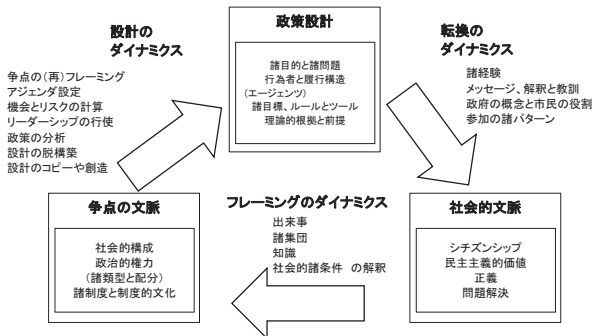 設計の
ダイナミクス
争点の(再)フレーミング
アジェンダ設定
機会とリスクの計算
リーダーシップの行使
政策の分析
設計の脱構築
設計のコピーや創造
政策設計
諸目的と諸問題
行為者と履行構造
(エージェンツ)
諸目標、ルールとツール
理論的根拠と前提
転換の
ダイナミクス
諸経験
メッセージ、解釈と教訓
政府の概念と市民の役割
参加の諸パターン
争点の文脈
社会的構成
政治的権力
(諸類型と配分)
諸制度と制度的文化
フレーミングのダイナミクス
出来事
諸集団
知識
社会的諸条件 の解釈
社会的文脈
シチズンシップ
民主主義的価値
正義
問題解決